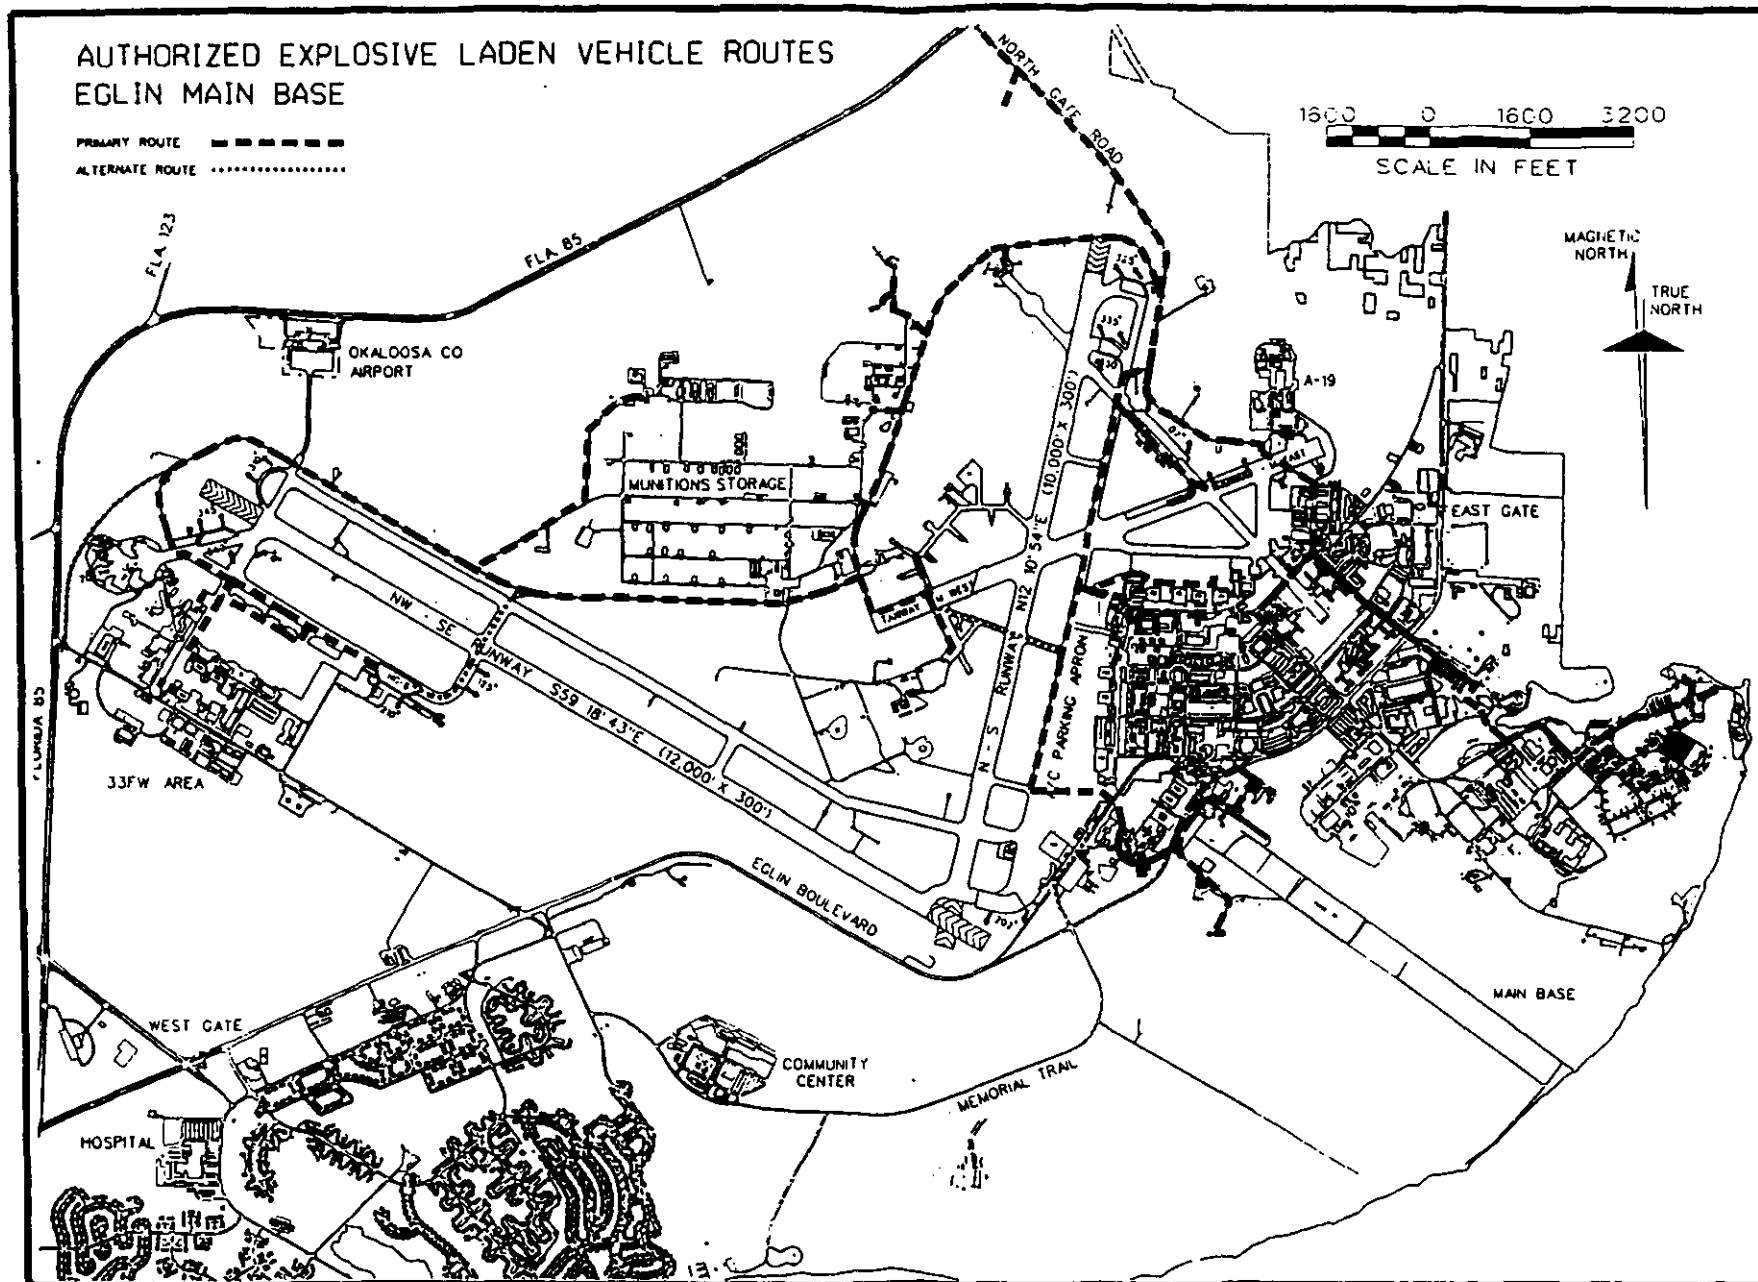 AUTHORIZED EXPLOSIVE LADEN VEHICLE ROUTES
EGLIN MAIN BASE
PRIMARY ROUTE
ALTERNATE ROUTE
NORTH GATE ROAD
1600 0 1600 3200
SCALE IN FEET
MAGNETIC
NORTH
TRUE
NORTH
FLA. 123
FLA. 85
OKALOOSA CO
AIRPORT
A-19
MUNITIONS STORAGE
EAST GATE
NW - SE RUNWAY S59 18' 43"E (12,000' X 300')
N - S RUNWAY N12 10' 54"E (10,000' X 300')
A/C PARKING APRON
FLORIDA 85
33FW AREA
EGLIN BOULEVARD
MAIN BASE
WEST GATE
COMMUNITY
CENTER
MEMORIAL TRAIL
HOSPITAL